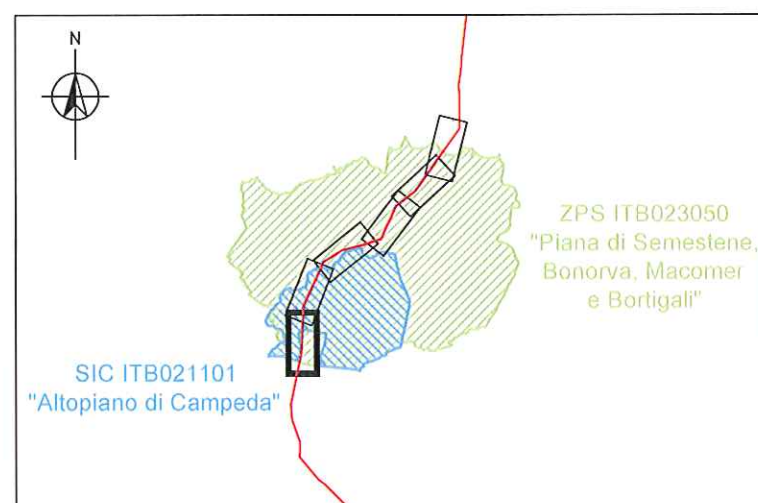 N
ZPS ITB023050
"Piana di Semestene,
Bonorva, Macomer
e Bortigali"
SIC ITB021101
"Altopiano di Campeda"